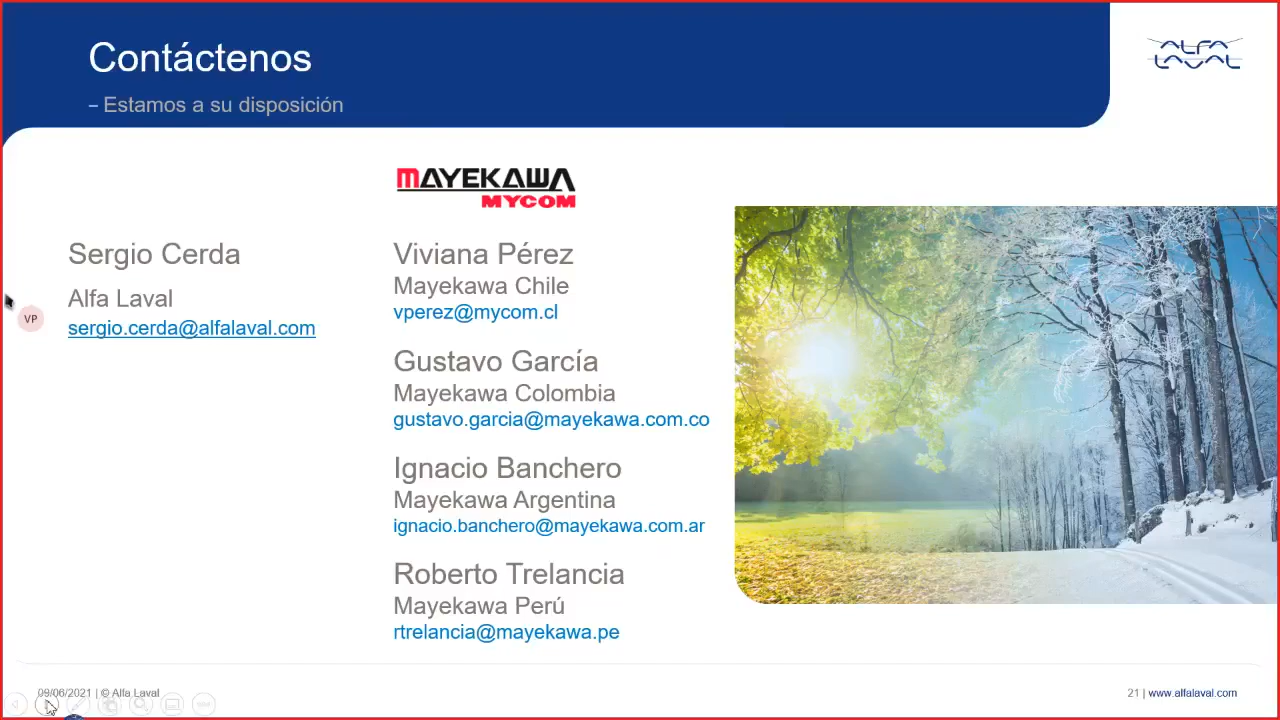 Contáctenos
– Estamos a su disposición
ALFA
LAVAL
MAYEKAWA
MYCOM
Sergio Cerda
Alfa Laval
sergio.cerda@alfalaval.com
VP
Viviana Pérez
Mayekawa Chile
vperez@mycom.cl
Gustavo García
Mayekawa Colombia
gustavo.garcia@mayekawa.com.co
Ignacio Banchero
Mayekawa Argentina
ignacio.banchero@mayekawa.com.ar
Roberto Trelancia
Mayekawa Perú
rtrelancia@mayekawa.pe
09/06/2021 | © Alfa Laval
21 | www.alfalaval.com